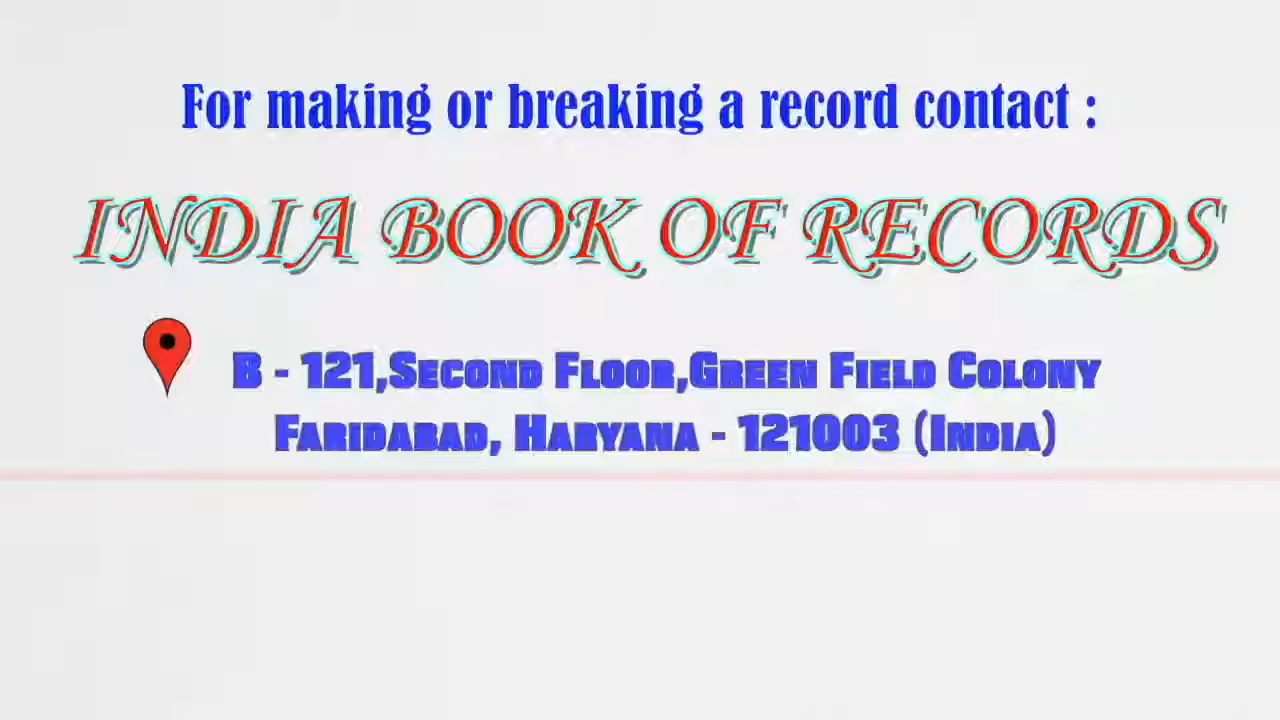 For making or breaking a record contact :
INDIA BOOK OF RECORDS
B - 121,Second Floor,Green Field Colony
Faridabad, Haryana - 121003 (India)